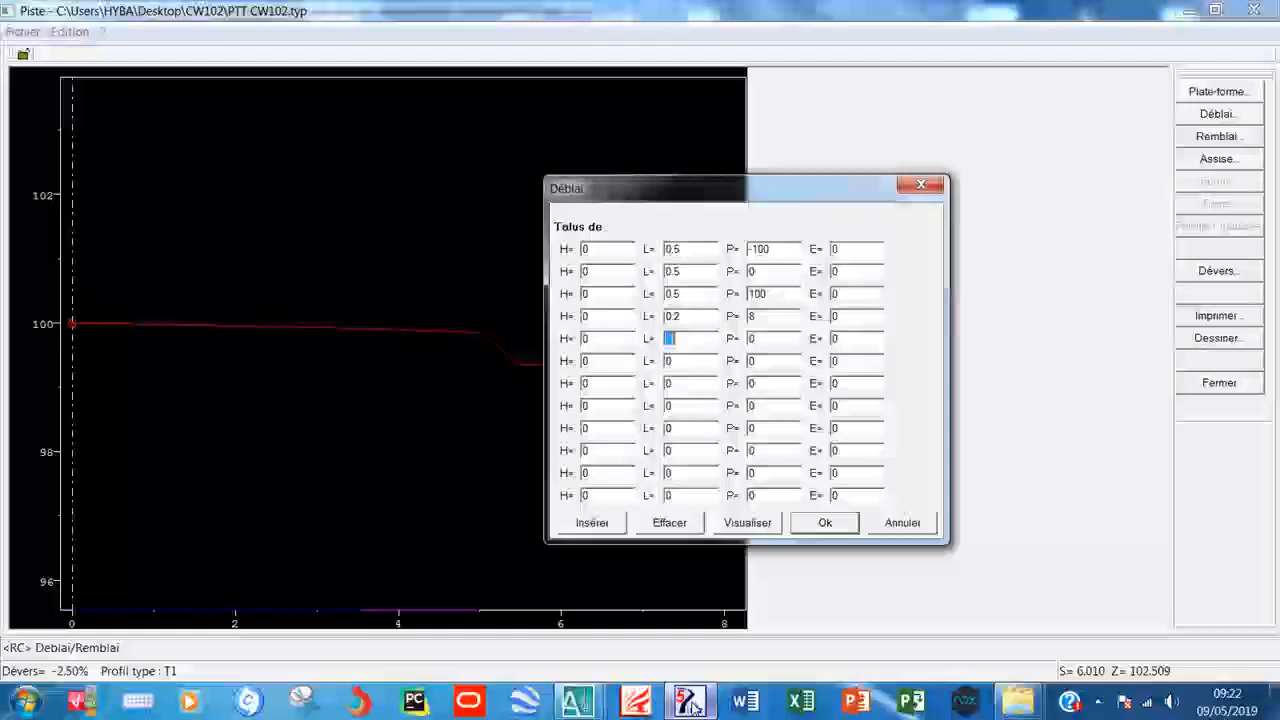 Piste - C:\Users\HYBA\Desktop\CW102\PTT CW102.typ
Fichier Edition ?
Plate-forme...
Déblai...
Remblai...
Assise...
Dévers...
Imprimer...
Dessiner...
Fermer
Déblai
Talus de
H= 0 L= 0.5 P= -100 E= 0
H= 0 L= 0.5 P= 0 E= 0
H= 0 L= 0.5 P= 100 E= 0
H= 0 L= 0.2 P= 8 E= 0
H= 0 L= P= 0 E= 0
H= 0 L= 0 P= 0 E= 0
H= 0 L= 0 P= 0 E= 0
H= 0 L= 0 P= 0 E= 0
H= 0 L= 0 P= 0 E= 0
H= 0 L= 0 P= 0 E= 0
H= 0 L= 0 P= 0 E= 0
H= 0 L= 0 P= 0 E= 0
Insérer Effacer Visualiser Ok Annuler
102
100
98
96
0 2 4 6 8
<RC> Deblai/Remblai
Dévers= -2.50% Profil type : T1
S= 6.010 Z= 102.509
PC
W
X
P
P
09:22
09/05/2019